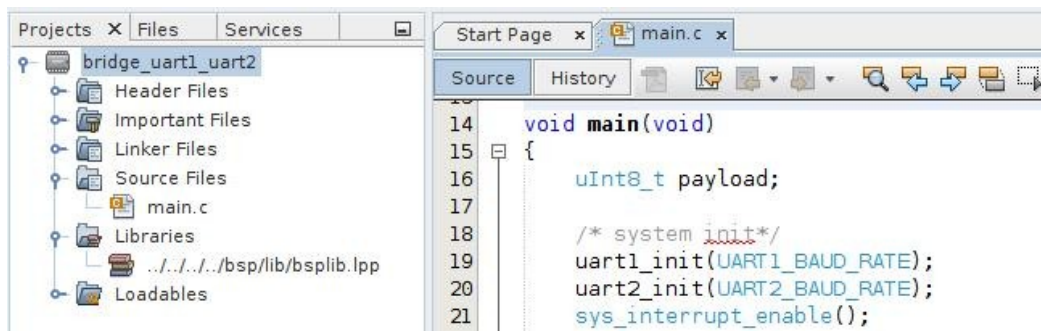 Projects Files Services
bridge_uart1_uart2
Header Files
Important Files
Linker Files
Source Files
main.c
Libraries
../../../../bsp/lib/bsplib.lpp
Loadables
Start Page main.c
Source History
14 void main(void)
15 {
16 uInt8_t payload;
17
18 /* system init*/
19 uart1_init(UART1_BAUD_RATE);
20 uart2_init(UART2_BAUD_RATE);
21 sys_interrupt_enable();